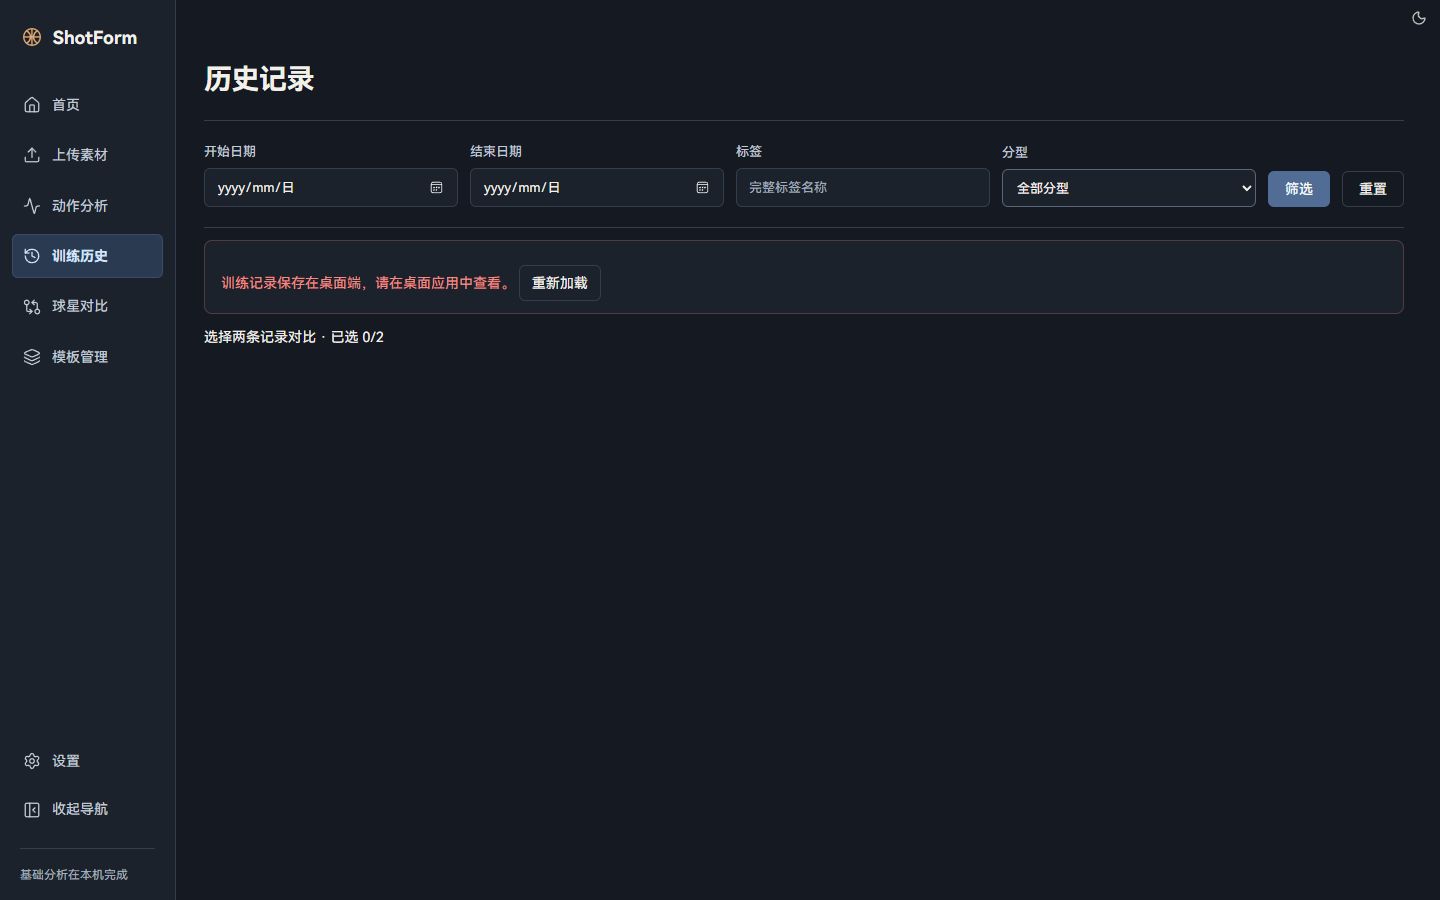 ShotForm
首页
上传素材
动作分析
训练历史
球星对比
模板管理
设置
收起导航
基础分析在本机完成
历史记录
开始日期
yyyy/mm/日
结束日期
yyyy/mm/日
标签
完整标签名称
分型
全部分型
筛选
重置
训练记录保存在桌面端，请在桌面应用中查看。 重新加载
选择两条记录对比 · 已选 0/2